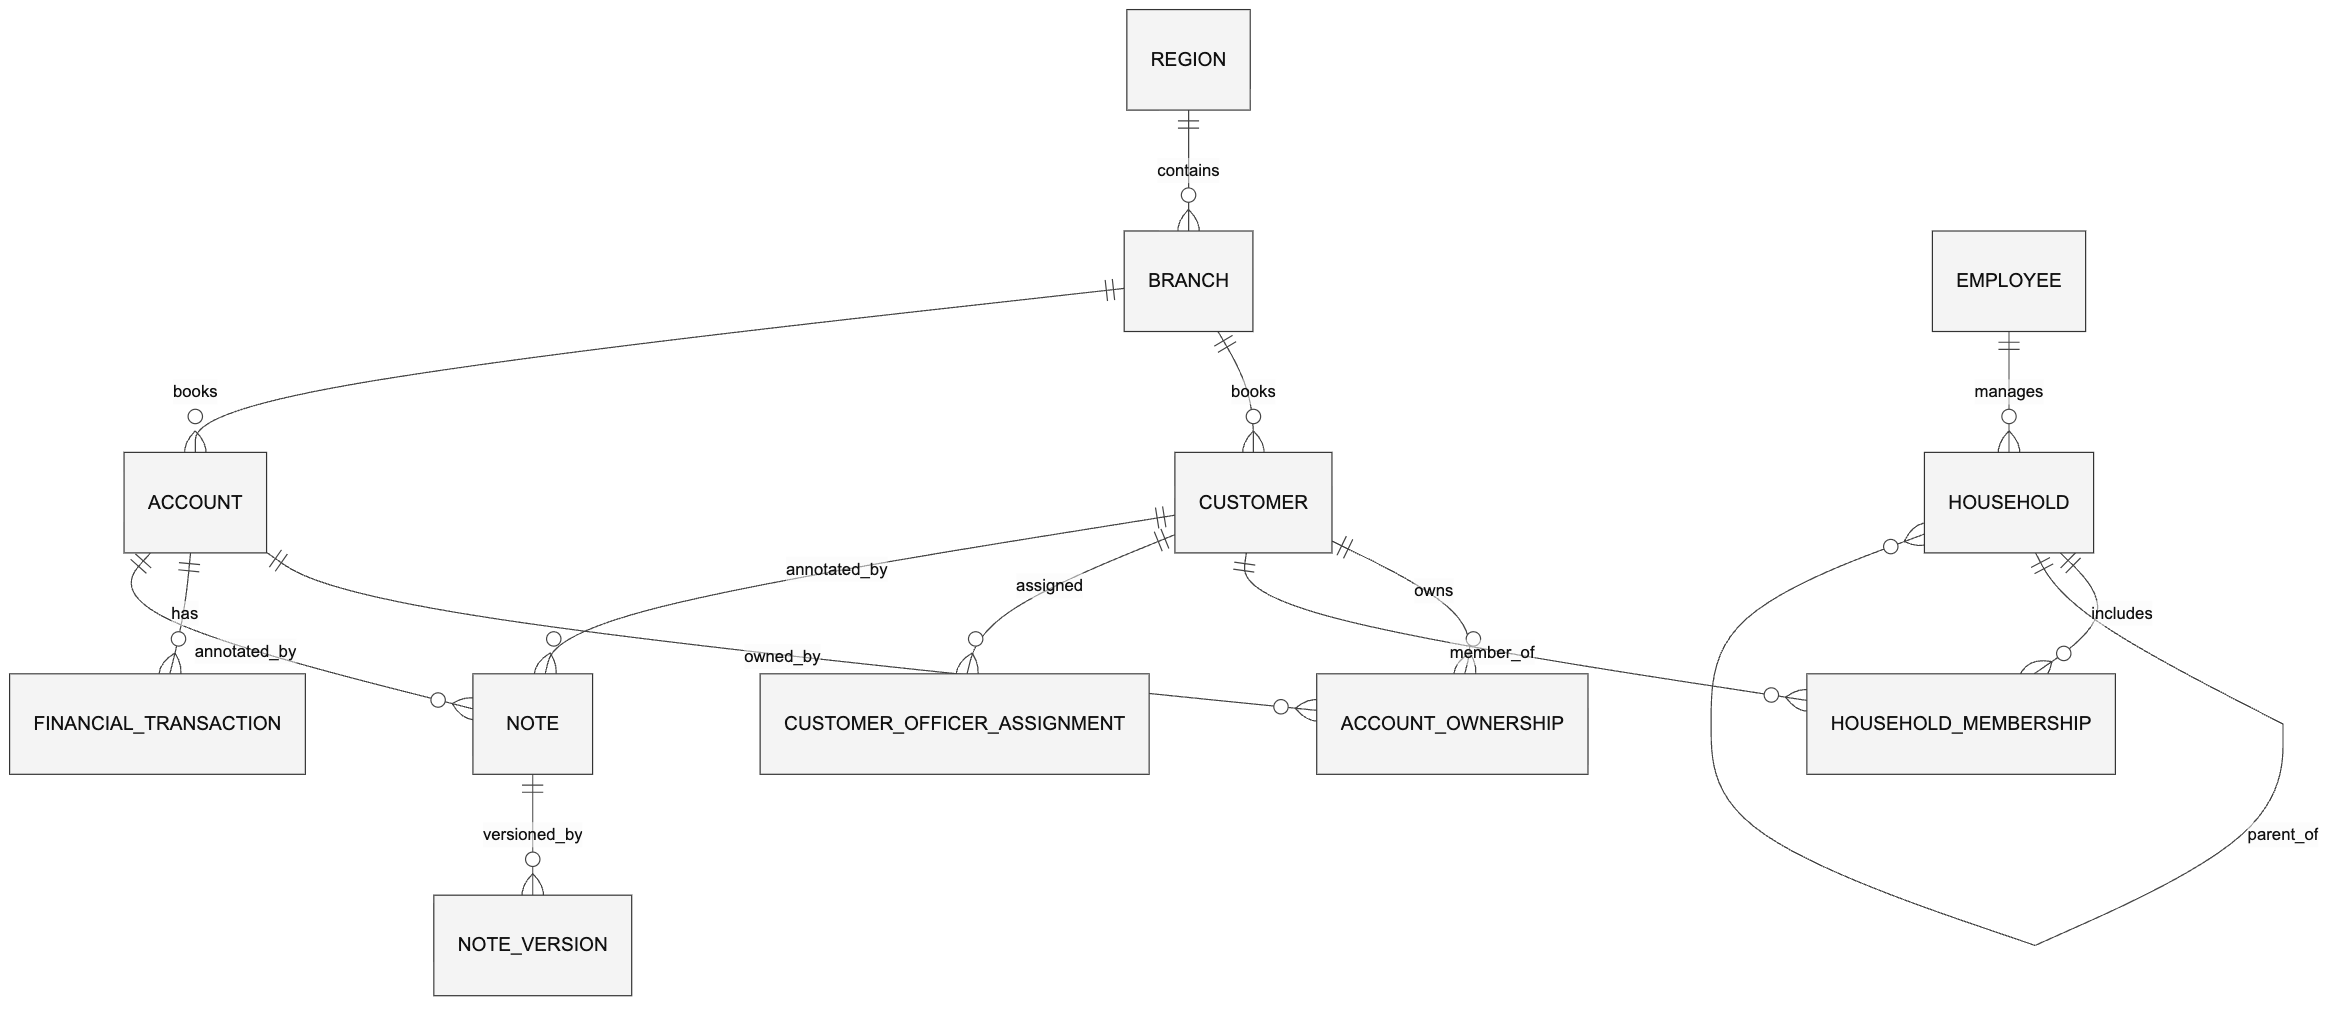 REGION
contains
BRANCH
EMPLOYEE
books
books
manages
ACCOUNT
CUSTOMER
HOUSEHOLD
annotated_by
assigned
owns
has
includes
annotated_by
owned_by
member_of
FINANCIAL_TRANSACTION
NOTE
CUSTOMER_OFFICER_ASSIGNMENT
ACCOUNT_OWNERSHIP
HOUSEHOLD_MEMBERSHIP
versioned_by
parent_of
NOTE_VERSION